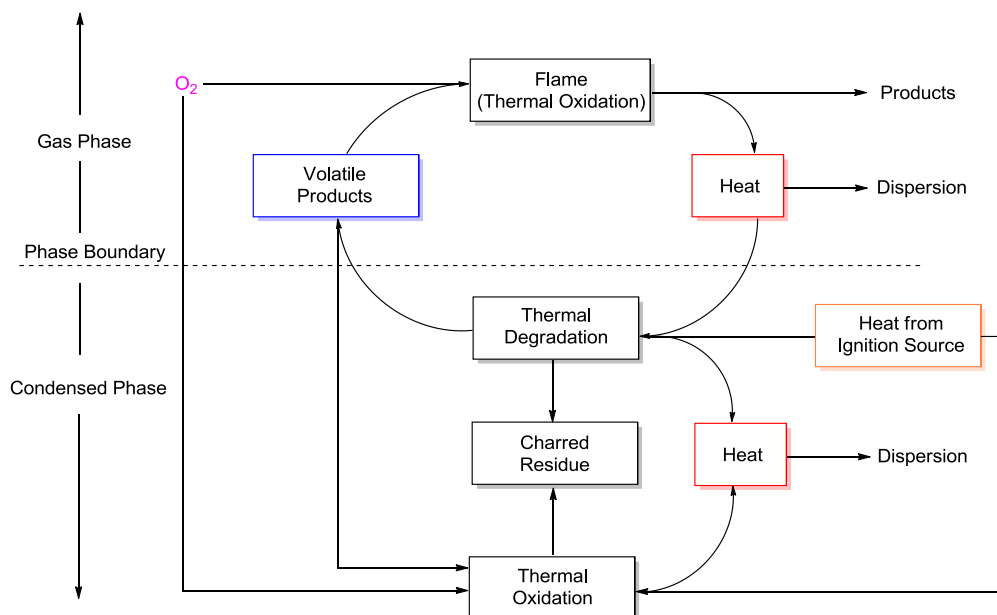 O₂
Flame
(Thermal Oxidation)
Products
Gas Phase
Volatile
Products
Heat
Dispersion
Phase Boundary
Thermal
Degradation
Heat from
Ignition Source
Condensed Phase
Charred
Residue
Heat
Dispersion
Thermal
Oxidation